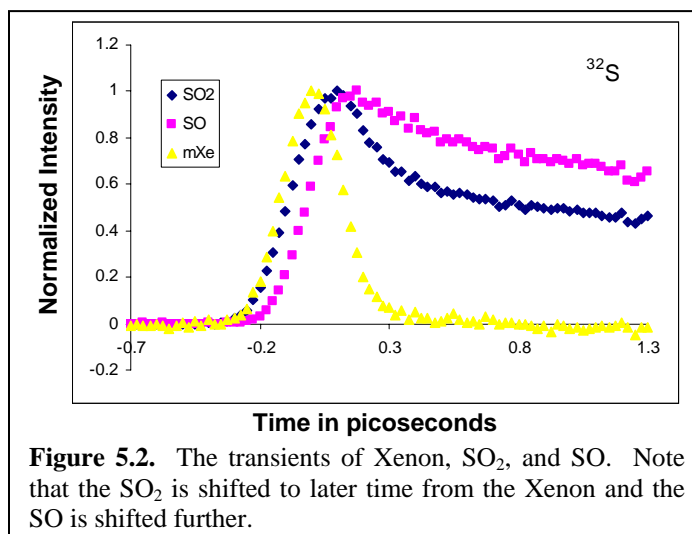 1.2
1
0.8
0.6
0.4
0.2
0
-0.2
Normalized Intensity
SO2
SO
mXe
³²S
-0.7 -0.2 0.3 0.8 1.3
Time in picoseconds
Figure 5.2. The transients of Xenon, SO₂, and SO. Note
that the SO₂ is shifted to later time from the Xenon and the
SO is shifted further.